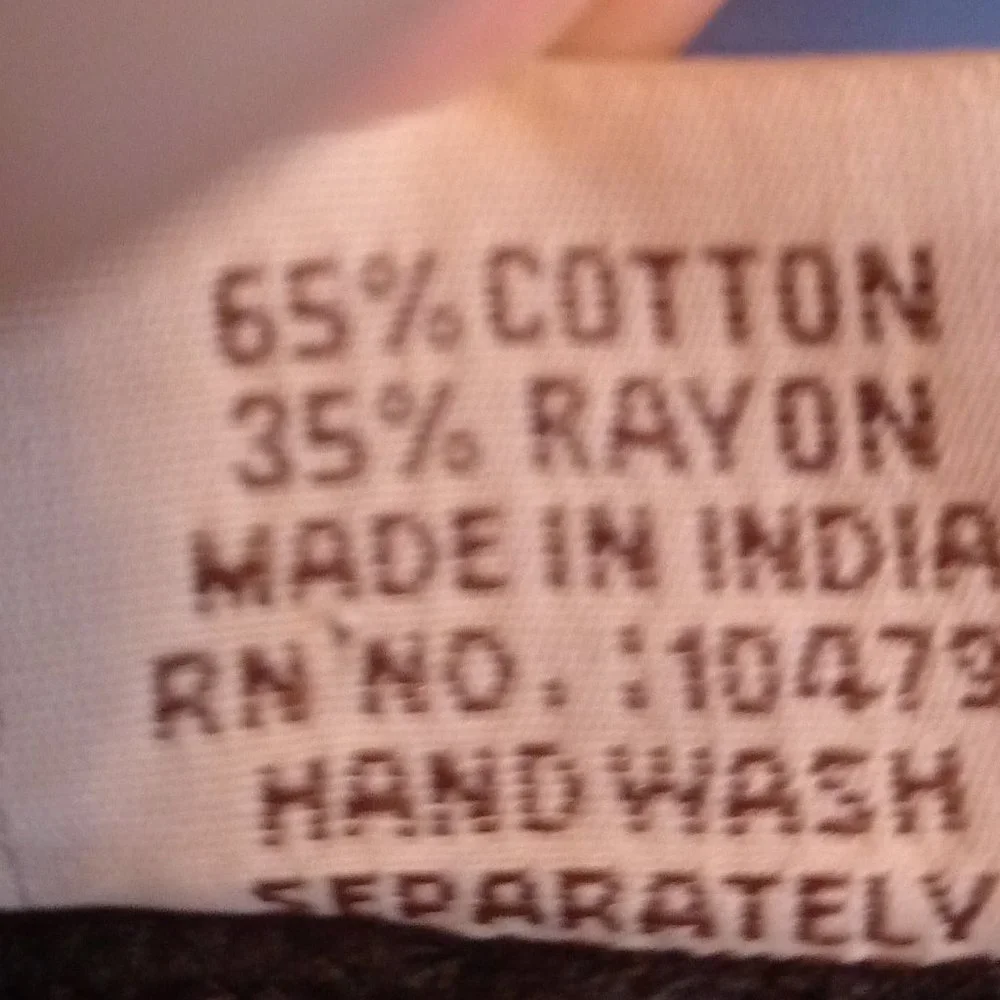 65% COTTON
35% RAYON
MADE IN INDIA
RN NO. :10473
HAND WASH
SEPARATELY